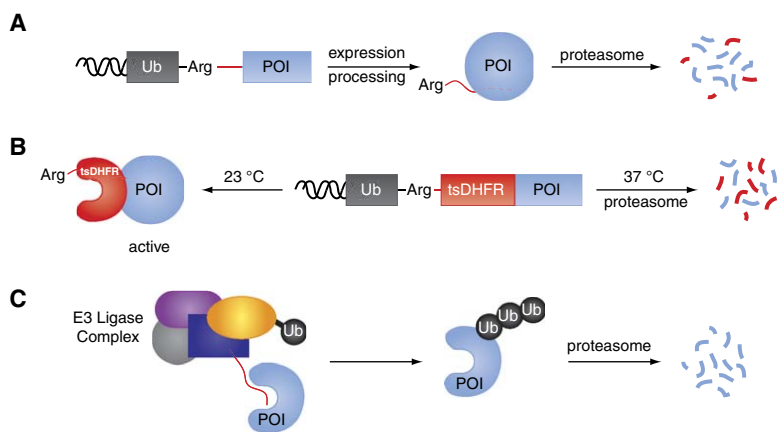 A
Ub
Arg
POI
expression
processing
Arg
POI
proteasome
B
Arg
tsDHFR
POI
active
23 °C
Ub
Arg
tsDHFR
POI
37 °C
proteasome
C
E3 Ligase
Complex
Ub
POI
Ub
Ub
Ub
POI
proteasome